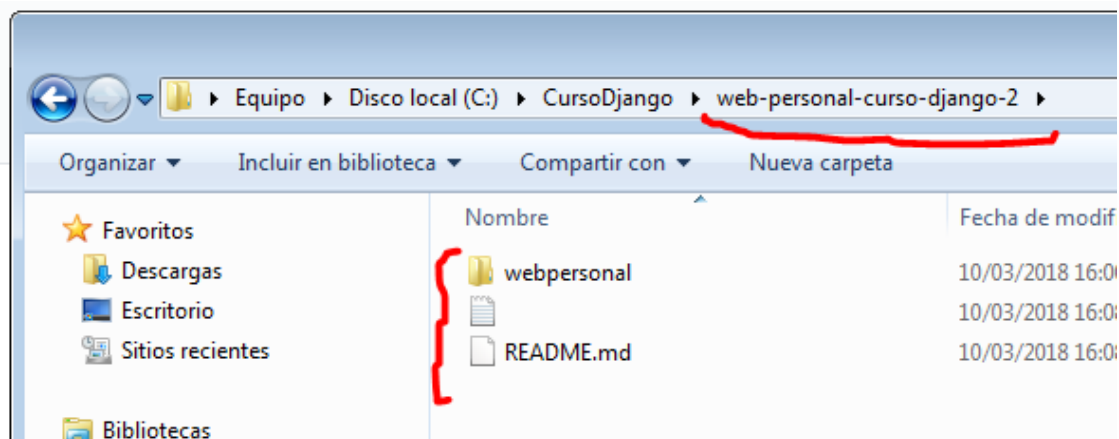 Equipo Disco local (C:) CursoDjango web-personal-curso-django-2
Organizar Incluir en biblioteca Compartir con Nueva carpeta
Nombre Fecha de modif
Favoritos
Descargas
Escritorio
Sitios recientes
Bibliotecas
webpersonal 10/03/2018 16:0
10/03/2018 16:0
README.md 10/03/2018 16:0